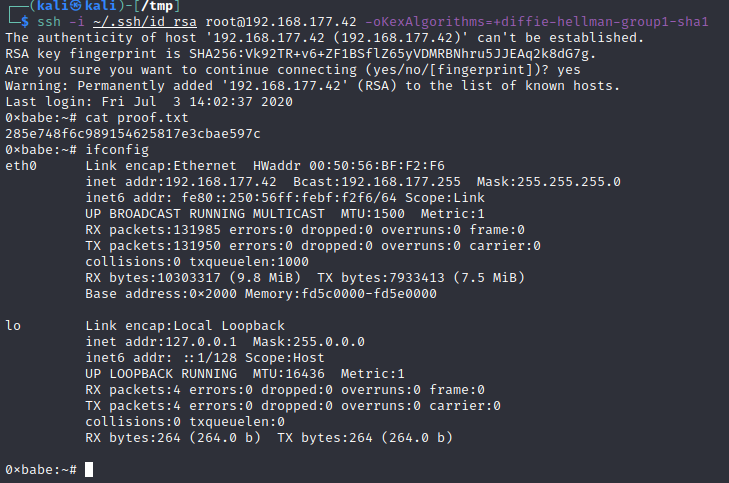 ┌──(kali㉿kali)-[/tmp]
└─$ ssh -i ~/.ssh/id_rsa root@192.168.177.42 -oKexAlgorithms=+diffie-hellman-group1-sha1
The authenticity of host '192.168.177.42 (192.168.177.42)' can't be established.
RSA key fingerprint is SHA256:Vk92TR+v6+ZF1BSflZ65yVDMRBNhru5JJEAq2k8dG7g.
Are you sure you want to continue connecting (yes/no/[fingerprint])? yes
Warning: Permanently added '192.168.177.42' (RSA) to the list of known hosts.
Last login: Fri Jul  3 14:02:37 2020
0×babe:~# cat proof.txt
285e748f6c989154625817e3cbae597c
0×babe:~# ifconfig
eth0      Link encap:Ethernet  HWaddr 00:50:56:BF:F2:F6
          inet addr:192.168.177.42  Bcast:192.168.177.255  Mask:255.255.255.0
          inet6 addr: fe80::250:56ff:febf:f2f6/64 Scope:Link
          UP BROADCAST RUNNING MULTICAST  MTU:1500  Metric:1
          RX packets:131985 errors:0 dropped:0 overruns:0 frame:0
          TX packets:131950 errors:0 dropped:0 overruns:0 carrier:0
          collisions:0 txqueuelen:1000
          RX bytes:10303317 (9.8 MiB)  TX bytes:7933413 (7.5 MiB)
          Base address:0×2000 Memory:fd5c0000-fd5e0000

lo        Link encap:Local Loopback
          inet addr:127.0.0.1  Mask:255.0.0.0
          inet6 addr: ::1/128 Scope:Host
          UP LOOPBACK RUNNING  MTU:16436  Metric:1
          RX packets:4 errors:0 dropped:0 overruns:0 frame:0
          TX packets:4 errors:0 dropped:0 overruns:0 carrier:0
          collisions:0 txqueuelen:0
          RX bytes:264 (264.0 b)  TX bytes:264 (264.0 b)

0×babe:~#